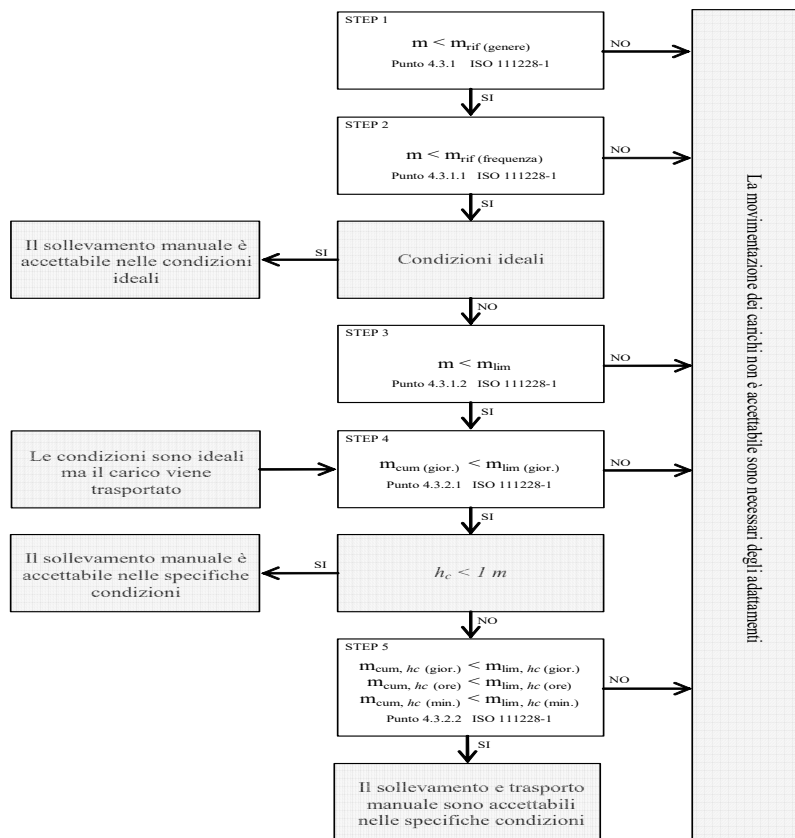 STEP 1
m < mrif (genere)
Punto 4.3.1 ISO 111228-1
NO
SI
STEP 2
m < mrif (frequenza)
Punto 4.3.1.1 ISO 111228-1
NO
SI
Il sollevamento manuale è
accettabile nelle condizioni
ideali
SI
Condizioni ideali
NO
STEP 3
m < mlim
Punto 4.3.1.2 ISO 111228-1
NO
SI
Le condizioni sono ideali
ma il carico viene
trasportato
STEP 4
mcum (gior.) < mlim (gior.)
Punto 4.3.2.1 ISO 111228-1
NO
SI
Il sollevamento manuale è
accettabile nelle specifiche
condizioni
SI
hc < 1 m
NO
STEP 5
mcum, hc (gior.) < mlim, hc (gior.)
mcum, hc (ore) < mlim, hc (ore)
mcum, hc (min.) < mlim, hc (min.)
Punto 4.3.2.2 ISO 111228-1
NO
SI
Il sollevamento e trasporto
manuale sono accettabili
nelle specifiche condizioni
La movimentazione dei carichi non è accettabile sono necessari degli adattamenti